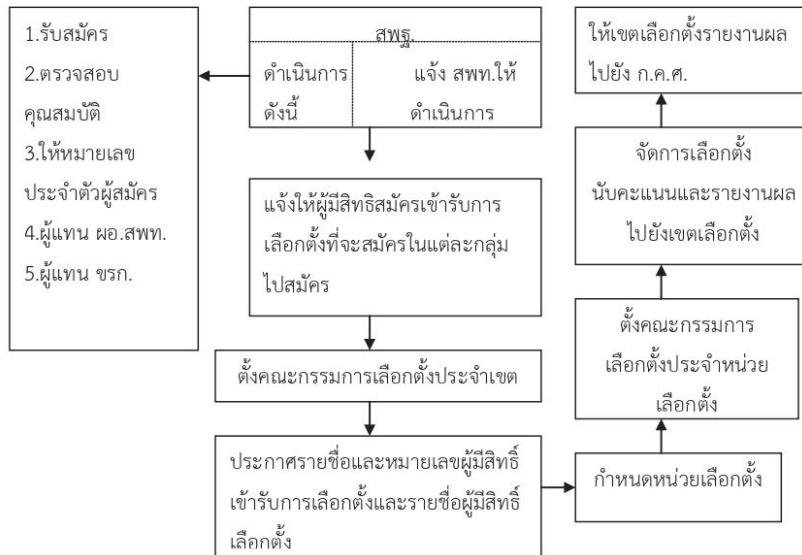 1.รับสมัคร
2.ตรวจสอบ
คุณสมบัติ
3.ให้หมายเลข
ประจำตัวผู้สมัคร
4.ผู้แทน ผอ.สพท.
5.ผู้แทน ขรก.
สพฐ.
ดำเนินการ
ดังนี้
แจ้ง สพท.ให้
ดำเนินการ
แจ้งให้ผู้มีสิทธิสมัครเข้ารับการ
เลือกตั้งที่จะสมัครในแต่ละกลุ่ม
ไปสมัคร
ตั้งคณะกรรมการเลือกตั้งประจำเขต
ประกาศรายชื่อและหมายเลขผู้มีสิทธิ์
เข้ารับการเลือกตั้งและรายชื่อผู้มีสิทธิ์
เลือกตั้ง
กำหนดหน่วยเลือกตั้ง
ตั้งคณะกรรมการ
เลือกตั้งประจำหน่วย
เลือกตั้ง
จัดการเลือกตั้ง
นับคะแนนและรายงานผล
ไปยังเขตเลือกตั้ง
ให้เขตเลือกตั้งรายงานผล
ไปยัง ก.ค.ศ.